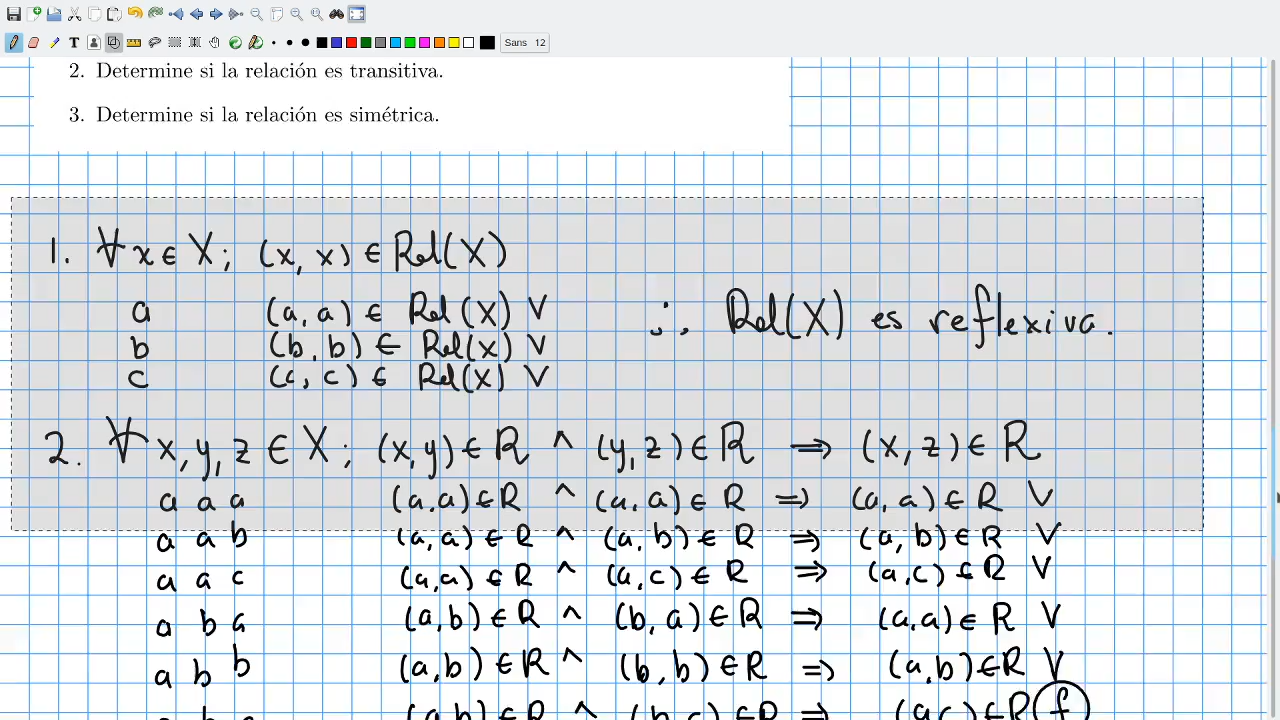 Sans 12
2. Determine si la relación es transitiva.
3. Determine si la relación es simétrica.
1. ∀ x ∈ X; (x, x) ∈ Rel(X)
a (a, a) ∈ Rel(X) V
b (b, b) ∈ Rel(X) V
c (c, c) ∈ Rel(X) V
∴ Rel(X) es reflexiva.
2. ∀ x, y, z ∈ X; (x, y) ∈ R ^ (y, z) ∈ R ⇒ (x, z) ∈ R
a a a (a, a) ∈ R ^ (a, a) ∈ R ⇒ (a, a) ∈ R V
a a b (a, a) ∈ R ^ (a, b) ∈ R ⇒ (a, b) ∈ R V
a a c (a, a) ∈ R ^ (a, c) ∈ R ⇒ (a, c) ∈ R V
a b a (a, b) ∈ R ^ (b, a) ∈ R ⇒ (a, a) ∈ R V
a b b (a, b) ∈ R ^ (b, b) ∈ R ⇒ (a, b) ∈ R V
(a, b) ∈ R ^ (b, c) ∈ R ⇒ (a, c) ∈ R f